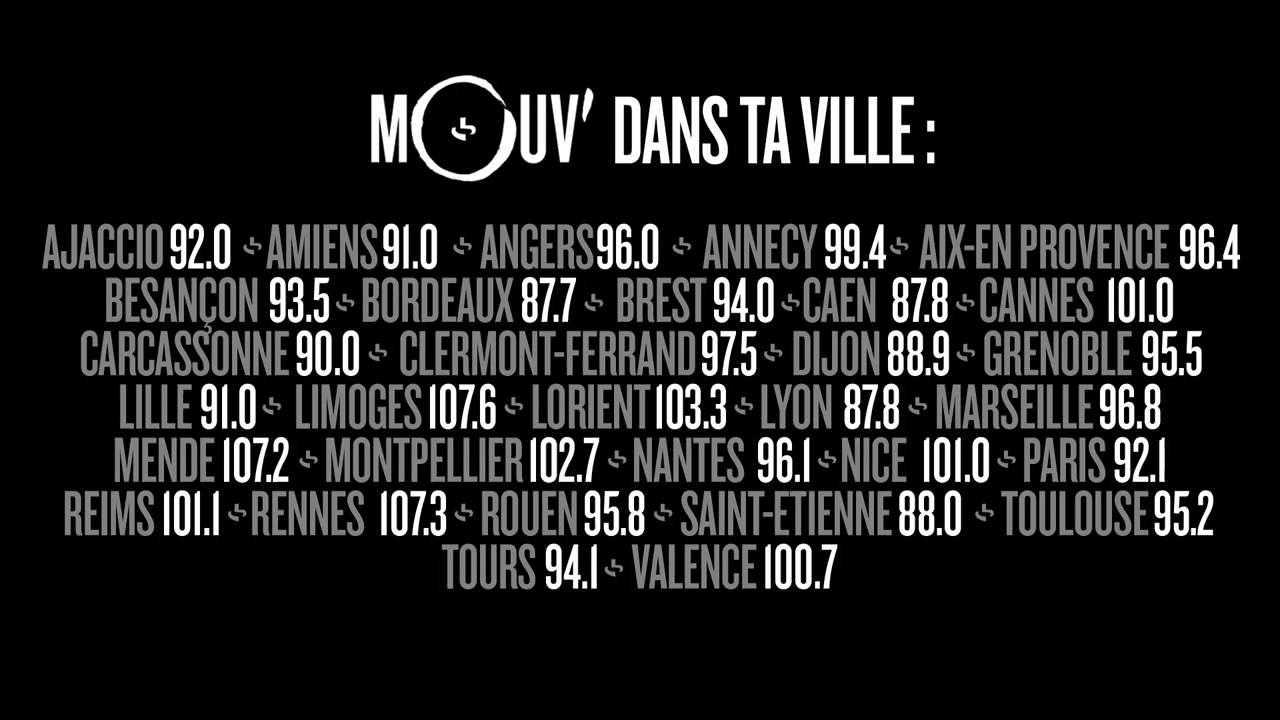 MOUV' DANS TA VILLE :
AJACCIO 92.0 AMIENS 91.0 ANGERS 96.0 ANNECY 99.4 AIX-EN PROVENCE 96.4
BESANÇON 93.5 BORDEAUX 87.7 BREST 94.0 CAEN 87.8 CANNES 101.0
CARCASSONNE 90.0 CLERMONT-FERRAND 97.5 DIJON 88.9 GRENOBLE 95.5
LILLE 91.0 LIMOGES 107.6 LORIENT 103.3 LYON 87.8 MARSEILLE 96.8
MENDE 107.2 MONTPELLIER 102.7 NANTES 96.1 NICE 101.0 PARIS 92.1
REIMS 101.1 RENNES 107.3 ROUEN 95.8 SAINT-ETIENNE 88.0 TOULOUSE 95.2
TOURS 94.1 VALENCE 100.7